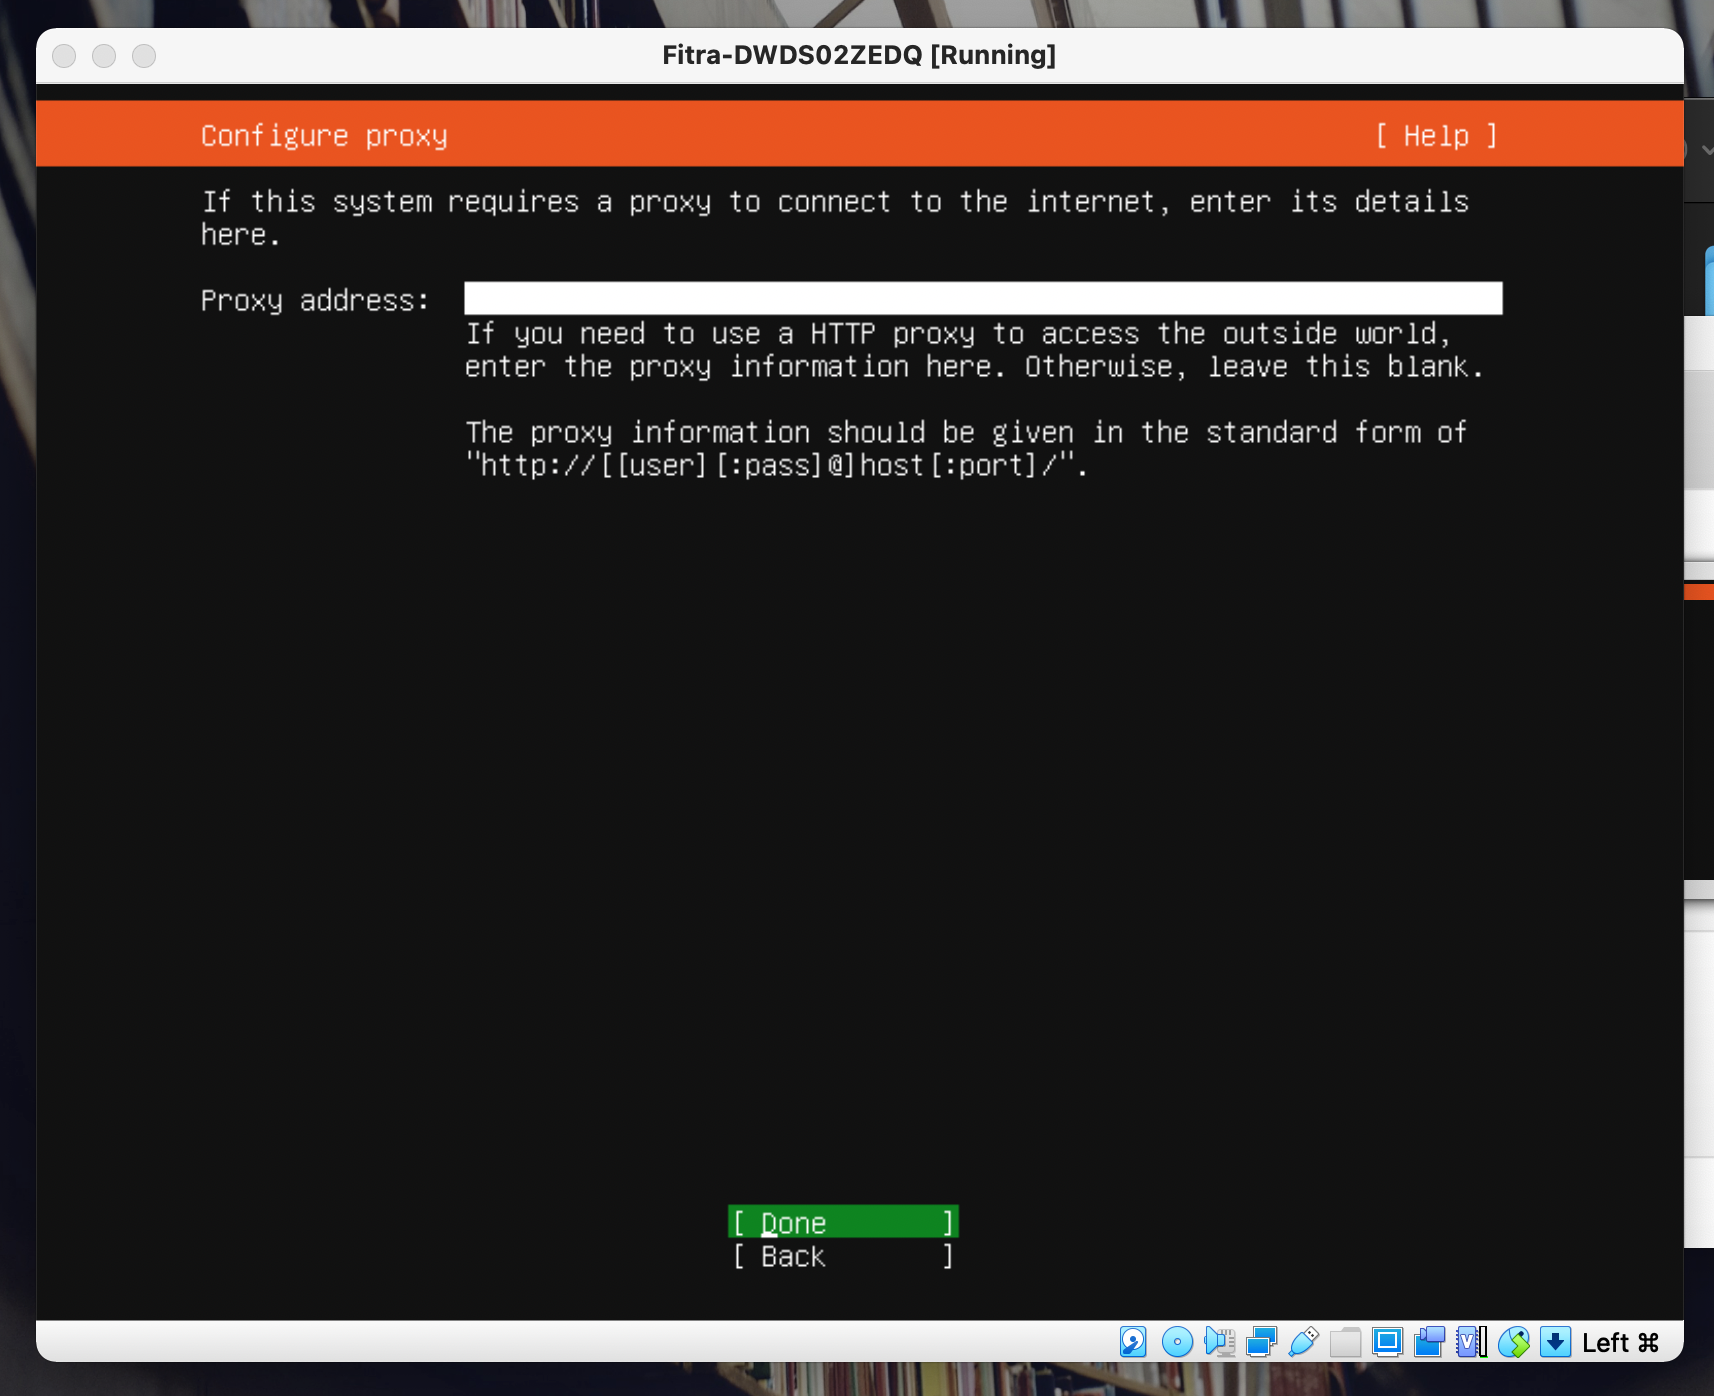 Fitra-DWDS02ZEDQ [Running]
Configure proxy [ Help ]
If this system requires a proxy to connect to the internet, enter its details
here.
Proxy address:
If you need to use a HTTP proxy to access the outside world,
enter the proxy information here. Otherwise, leave this blank.
The proxy information should be given in the standard form of
"http://[[user][:pass]@]host[:port]/".
[ Done ]
[ Back ]
Left ⌘